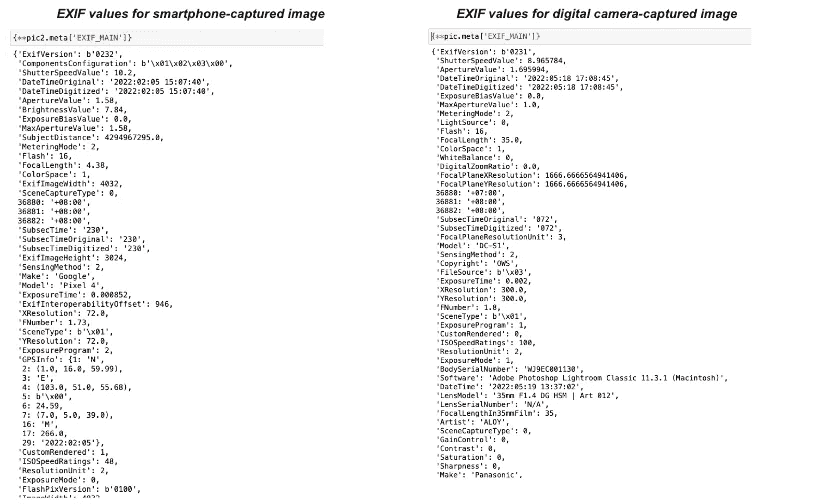 EXIF values for smartphone-captured image
{**pic2.meta['EXIF_MAIN']}
{'ExifVersion': b'0232',
'ComponentsConfiguration': b'\x01\x02\x03\x00',
'ShutterSpeedValue': 10.2,
'DateTimeOriginal': '2022:02:05 15:07:40',
'DateTimeDigitized': '2022:02:05 15:07:40',
'ApertureValue': 1.58,
'BrightnessValue': 7.84,
'ExposureBiasValue': 0.0,
'MaxApertureValue': 1.58,
'SubjectDistance': 4294967295.0,
'MeteringMode': 2,
'Flash': 16,
'FocalLength': 4.38,
'ColorSpace': 1,
'ExifImageWidth': 4032,
'SceneCaptureType': 0,
36880: '+08:00',
36881: '+08:00',
36882: '+08:00',
'SubsecTime': '230',
'SubsecTimeOriginal': '230',
'SubsecTimeDigitized': '230',
'ExifImageHeight': 3024,
'SensingMethod': 2,
'Make': 'Google',
'Model': 'Pixel 4',
'ExposureTime': 0.000852,
'ExifInteroperabilityOffset': 946,
'XResolution': 72.0,
'FNumber': 1.73,
'SceneType': b'\x01',
'YResolution': 72.0,
'ExposureProgram': 2,
'GPSInfo': {1: 'N',
2: (1.0, 16.0, 59.99),
3: 'E',
4: (103.0, 51.0, 55.68),
5: b'\x00',
6: 24.59,
7: (7.0, 5.0, 39.0),
16: 'M',
17: 266.0,
29: '2022:02:05'},
'CustomRendered': 1,
'ISOSpeedRatings': 48,
'ResolutionUnit': 2,
'ExposureMode': 0,
'FlashPixVersion': b'0100',
EXIF values for digital camera-captured image
{**pic.meta['EXIF_MAIN']}
{'ExifVersion': b'0231',
'ShutterSpeedValue': 8.965784,
'ApertureValue': 1.695994,
'DateTimeOriginal': '2022:05:18 17:08:45',
'DateTimeDigitized': '2022:05:18 17:08:45',
'ExposureBiasValue': 0.0,
'MaxApertureValue': 1.0,
'MeteringMode': 2,
'LightSource': 0,
'Flash': 16,
'FocalLength': 35.0,
'ColorSpace': 1,
'WhiteBalance': 0,
'DigitalZoomRatio': 0.0,
'FocalPlaneXResolution': 1666.6666564941406,
'FocalPlaneYResolution': 1666.6666564941406,
36880: '+07:00',
36881: '+08:00',
36882: '+08:00',
'SubsecTimeOriginal': '072',
'SubsecTimeDigitized': '072',
'FocalPlaneResolutionUnit': 3,
'Model': 'DC-S1',
'SensingMethod': 2,
'Copyright': 'OWS',
'FileSource': b'\x03',
'ExposureTime': 0.002,
'XResolution': 300.0,
'YResolution': 300.0,
'FNumber': 1.8,
'SceneType': b'\x01',
'ExposureProgram': 1,
'CustomRendered': 0,
'ISOSpeedRatings': 100,
'ResolutionUnit': 2,
'ExposureMode': 1,
'BodySerialNumber': 'WJ9EC001130',
'Software': 'Adobe Photoshop Lightroom Classic 11.3.1 (Macintosh)',
'DateTime': '2022:05:19 13:37:02',
'LensModel': '35mm F1.4 DG HSM | Art 012',
'LensSerialNumber': 'N/A',
'FocalLengthIn35mmFilm': 35,
'Artist': 'ALOY',
'SceneCaptureType': 0,
'GainControl': 0,
'Contrast': 0,
'Saturation': 0,
'Sharpness': 0,
'Make': 'Panasonic',